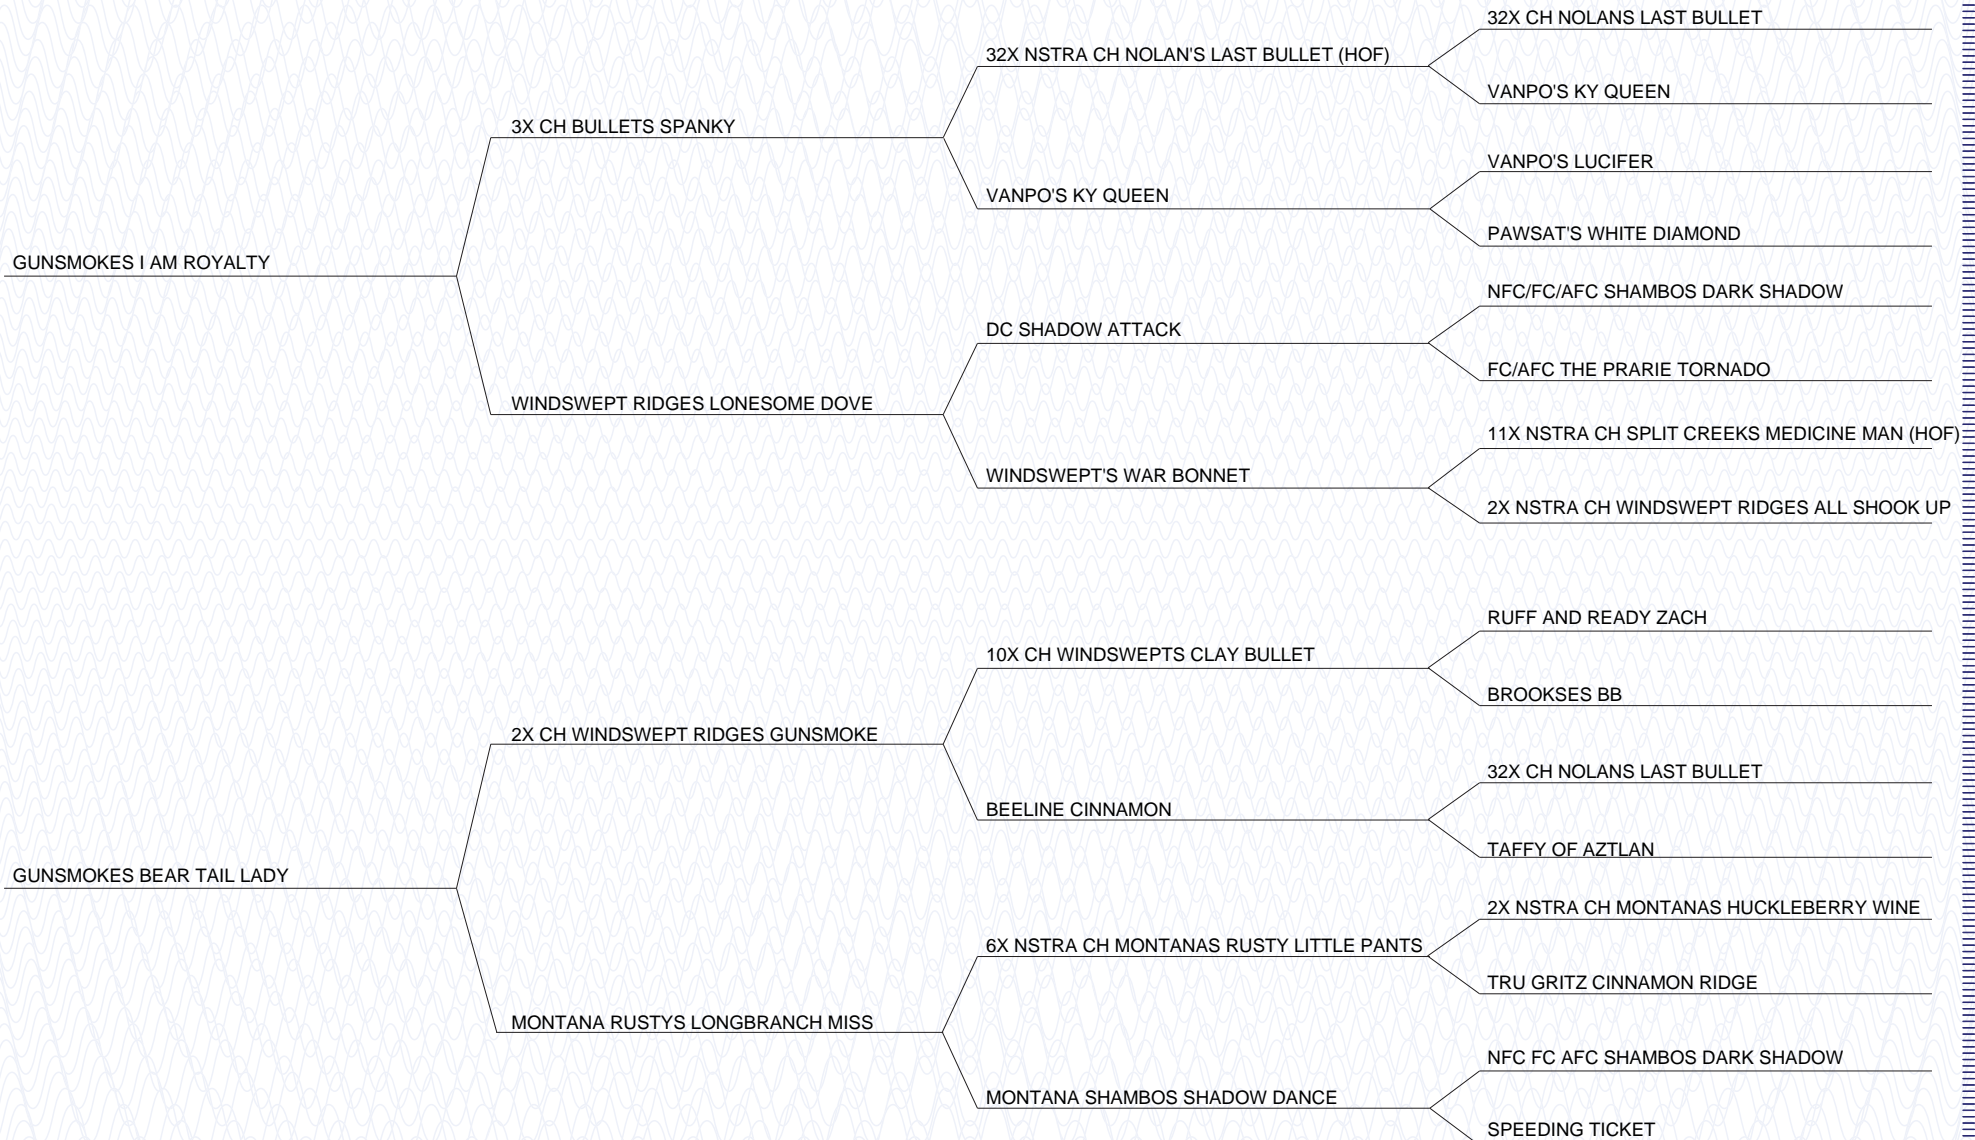 32X CH NOLANS LAST BULLET
32X NSTRA CH NOLAN'S LAST BULLET (HOF)
VANPO'S KY QUEEN
3X CH BULLETS SPANKY
VANPO'S LUCIFER
VANPO'S KY QUEEN
PAWSAT'S WHITE DIAMOND
GUNSMOKES I AM ROYALTY
NFC/FC/AFC SHAMBOS DARK SHADOW
DC SHADOW ATTACK
FC/AFC THE PRARIE TORNADO
WINDSWEPT RIDGES LONESOME DOVE
11X NSTRA CH SPLIT CREEKS MEDICINE MAN (HOF)
WINDSWEPT'S WAR BONNET
2X NSTRA CH WINDSWEPT RIDGES ALL SHOOK UP
RUFF AND READY ZACH
10X CH WINDSWEPTS CLAY BULLET
BROOKSES BB
2X CH WINDSWEPT RIDGES GUNSMOKE
32X CH NOLANS LAST BULLET
BEELINE CINNAMON
TAFFY OF AZTLAN
GUNSMOKES BEAR TAIL LADY
2X NSTRA CH MONTANAS HUCKLEBERRY WINE
6X NSTRA CH MONTANAS RUSTY LITTLE PANTS
TRU GRITZ CINNAMON RIDGE
MONTANA RUSTYS LONGBRANCH MISS
NFC FC AFC SHAMBOS DARK SHADOW
MONTANA SHAMBOS SHADOW DANCE
SPEEDING TICKET